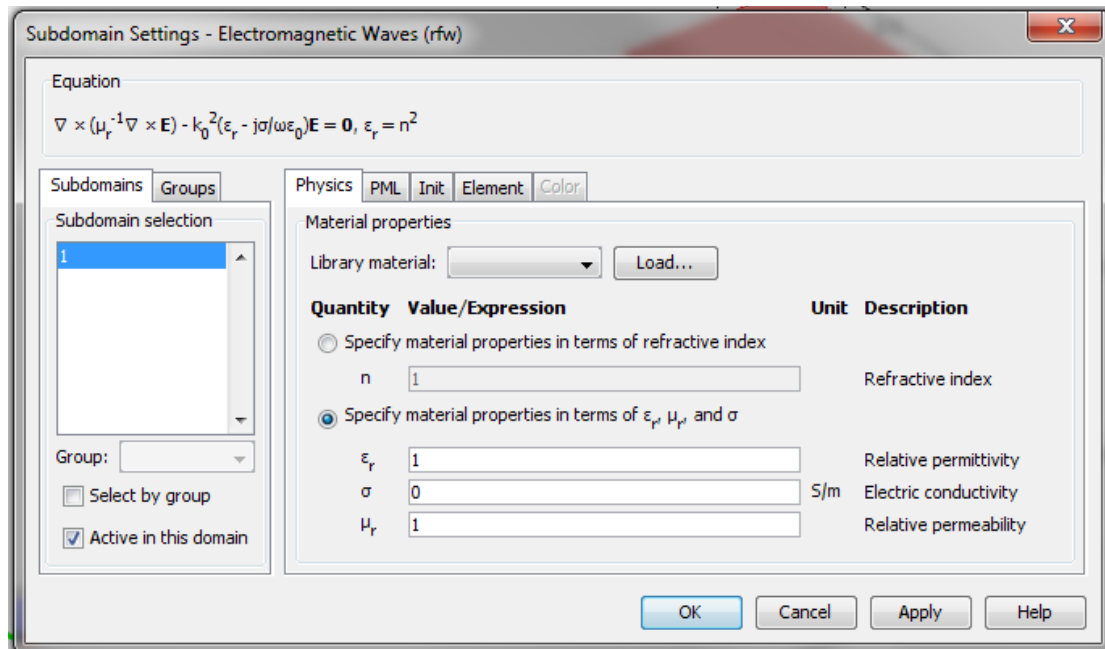 Subdomain Settings - Electromagnetic Waves (rfw)
Equation
∇ × (μr⁻¹∇ × E) - k₀²(εr - jσ/ωε₀)E = 0, εr = n²
Subdomains Groups
Subdomain selection
1
Group:
Select by group
Active in this domain
Physics PML Init Element Color
Material properties
Library material: Load...
Quantity Value/Expression Unit Description
Specify material properties in terms of refractive index
n 1 Refractive index
Specify material properties in terms of εr, μr, and σ
εr 1 Relative permittivity
σ 0 S/m Electric conductivity
μr 1 Relative permeability
OK Cancel Apply Help